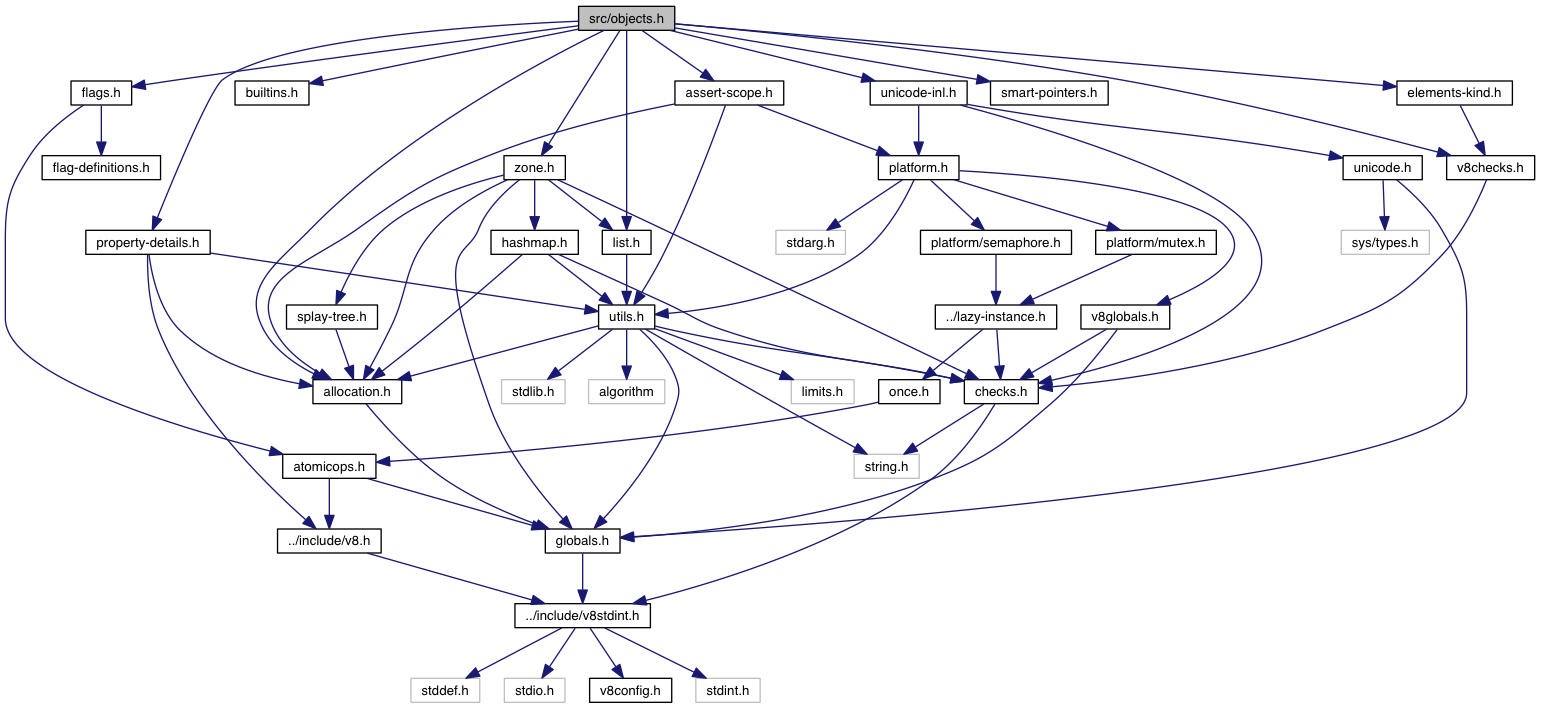 src/objects.h
flags.h
builtins.h
assert-scope.h
unicode-inl.h
smart-pointers.h
elements-kind.h
flag-definitions.h
zone.h
platform.h
unicode.h
v8checks.h
property-details.h
hashmap.h
list.h
stdarg.h
platform/semaphore.h
platform/mutex.h
sys/types.h
splay-tree.h
utils.h
../lazy-instance.h
v8globals.h
allocation.h
stdlib.h
algorithm
limits.h
once.h
checks.h
atomicops.h
string.h
../include/v8.h
globals.h
../include/v8stdint.h
stddef.h
stdio.h
v8config.h
stdint.h